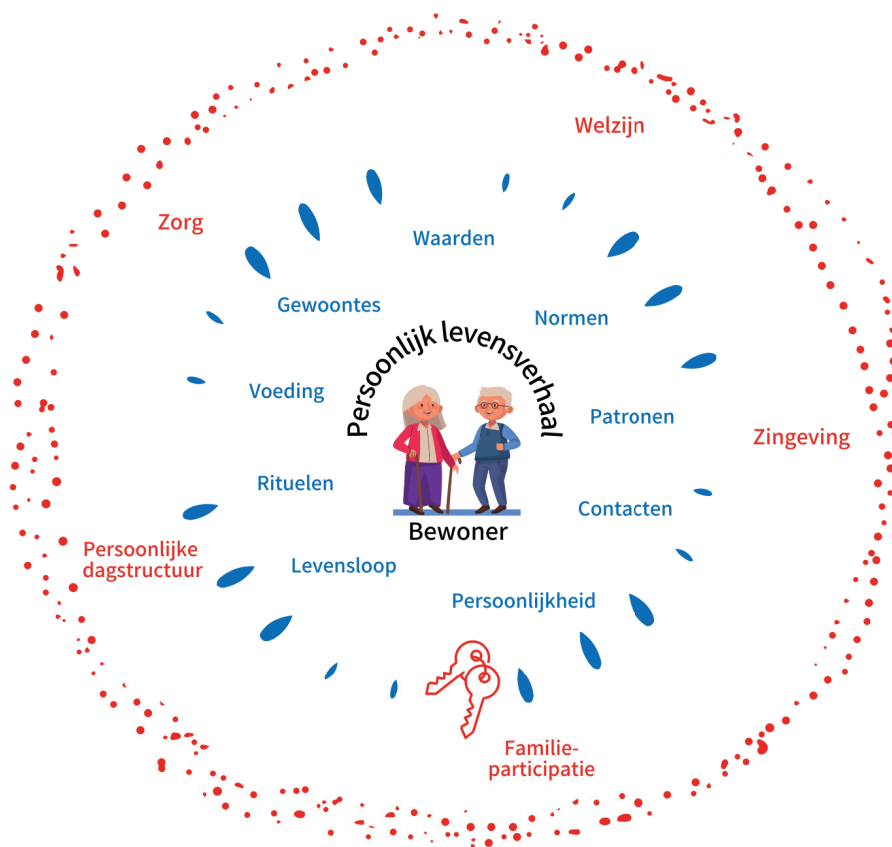 Welzijn
Zorg
Waarden
Gewoontes
Normen
Persoonlijk levensverhaal
Voeding
Patronen
Zingeving
Rituelen
Contacten
Bewoner
Persoonlijke
dagstructuur
Levensloop
Persoonlijkheid
Familie-
participatie